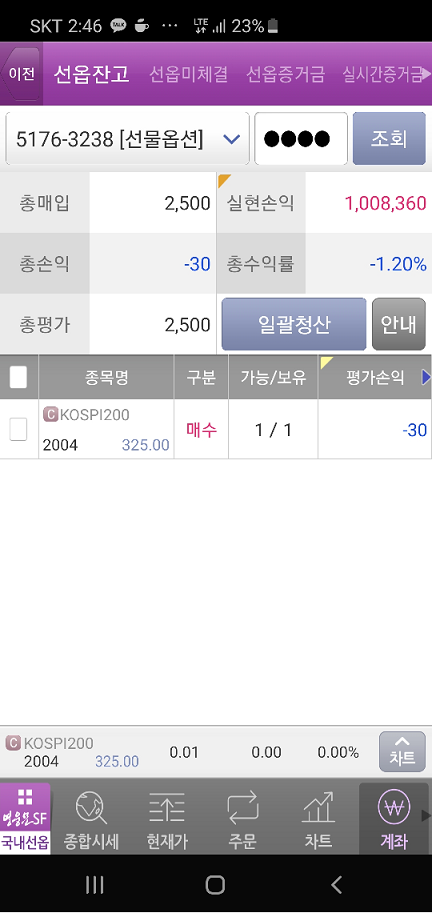 SKT 2:46 TALK ··· LTE 23%
이전 선옵잔고 선옵미체결 선옵증거금 실시간증거금
5176-3238 [선물옵션] ●●●● 조회
총매입 2,500 실현손익 1,008,360
총손익 -30 총수익률 -1.20%
총평가 2,500 일괄청산 안내
종목명 구분 가능/보유 평가손익
C KOSPI200
2004 325.00 매수 1 / 1 -30
C KOSPI200
2004 325.00 0.01 0.00 0.00% 차트
영웅문SF
국내선옵 종합시세 현재가 주문 차트 계좌